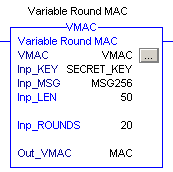 Variable Round MAC
VMAC
Variable Round MAC
VMAC VMAC ...
Inp_KEY SECRET_KEY
Inp_MSG MSG256
Inp_LEN 50
Inp_ROUNDS 20
Out_VMAC MAC